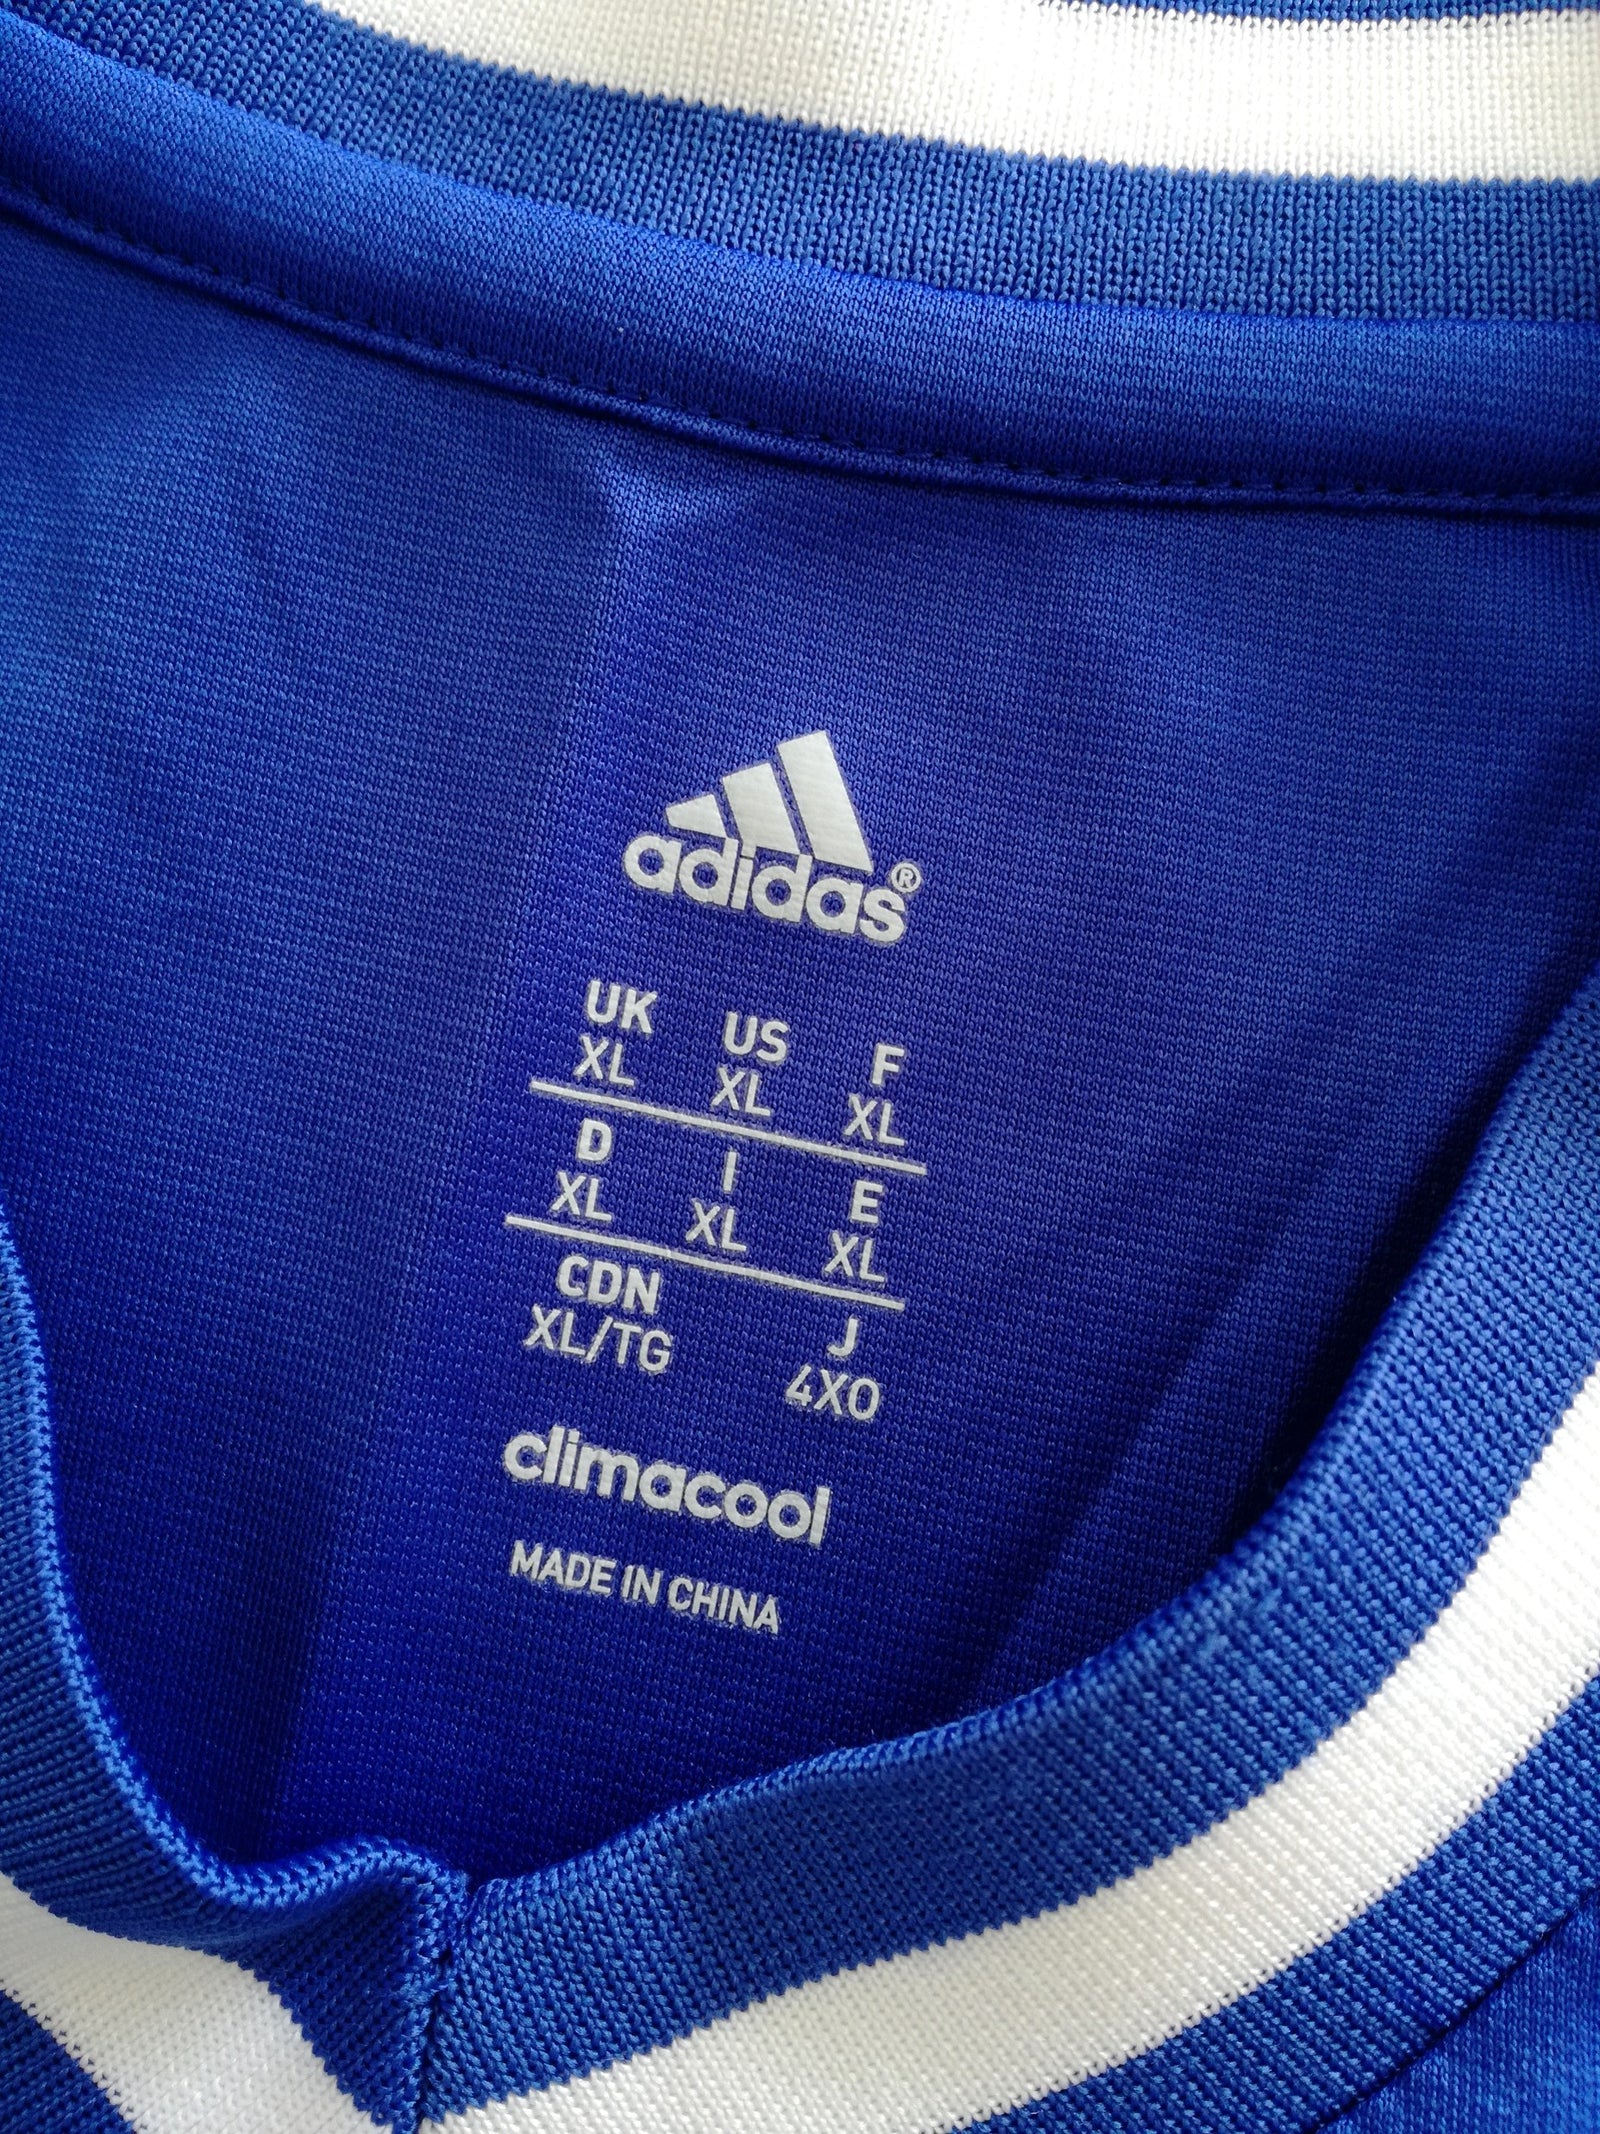 adidas®
UK US F
XL XL XL
D I E
XL XL XL
CDN J
XL/TG 4XO
climacool
MADE IN CHINA